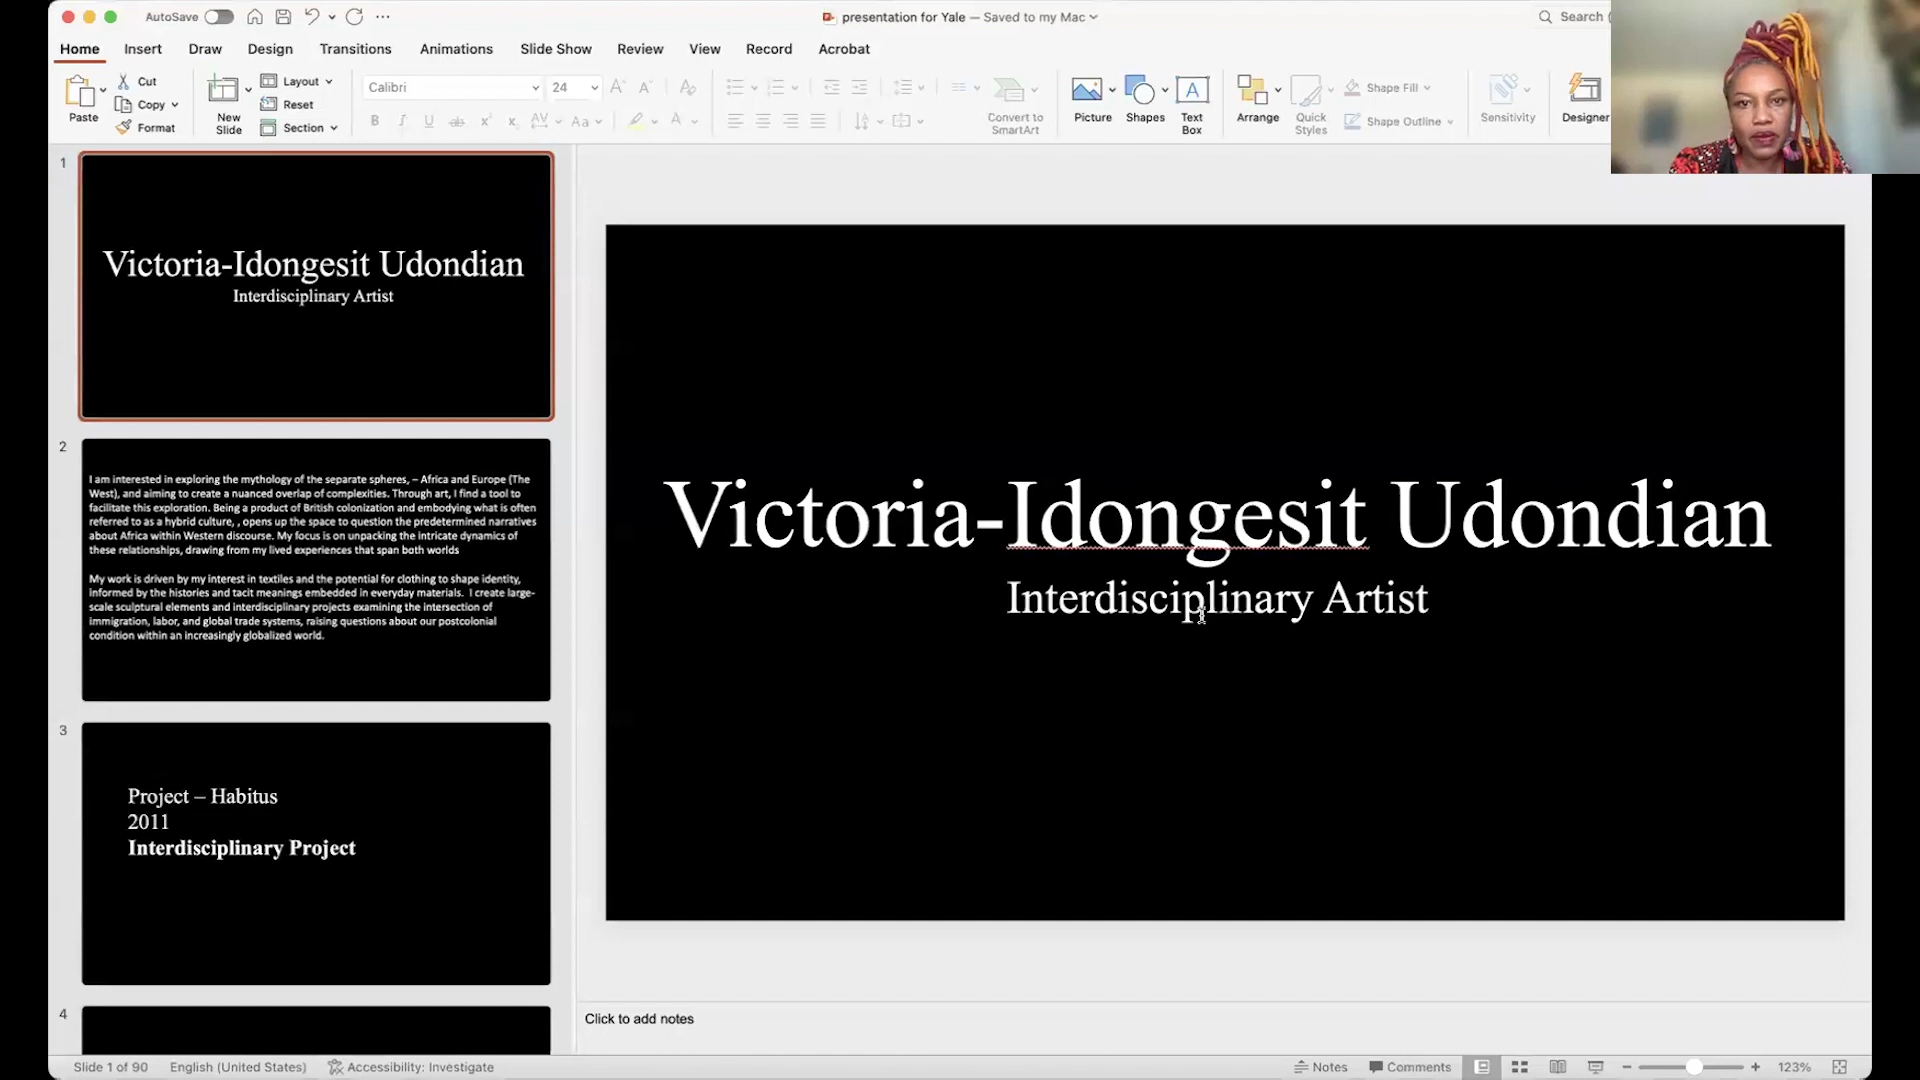 AutoSave
presentation for Yale — Saved to my Mac
Search
Home Insert Draw Design Transitions Animations Slide Show Review View Record Acrobat
Paste
Cut
Copy
Format
New Slide
Layout
Reset
Section
Calibri 24
Convert to SmartArt
Picture
Shapes
Text Box
Arrange
Quick Styles
Shape Fill
Shape Outline
Sensitivity
Designer
1
Victoria-Idongesit Udondian
Interdisciplinary Artist
2
I am interested in exploring the mythology of the separate spheres, – Africa and Europe (The
West), and aiming to create a nuanced overlap of complexities. Through art, I find a tool to
facilitate this exploration. Being a product of British colonization and embodying what is often
referred to as a hybrid culture, , opens up the space to question the predetermined narratives
about Africa within Western discourse. My focus is on unpacking the intricate dynamics of
these relationships, drawing from my lived experiences that span both worlds
My work is driven by my interest in textiles and the potential for clothing to shape identity,
informed by the histories and tacit meanings embedded in everyday materials. I create large-
scale sculptural elements and interdisciplinary projects examining the intersection of
immigration, labor, and global trade systems, raising questions about our postcolonial
condition within an increasingly globalized world.
3
Project – Habitus
2011
Interdisciplinary Project
4
Victoria-Idongesit Udondian
Interdisciplinary Artist
Click to add notes
Slide 1 of 90 English (United States) Accessibility: Investigate
Notes Comments 123%